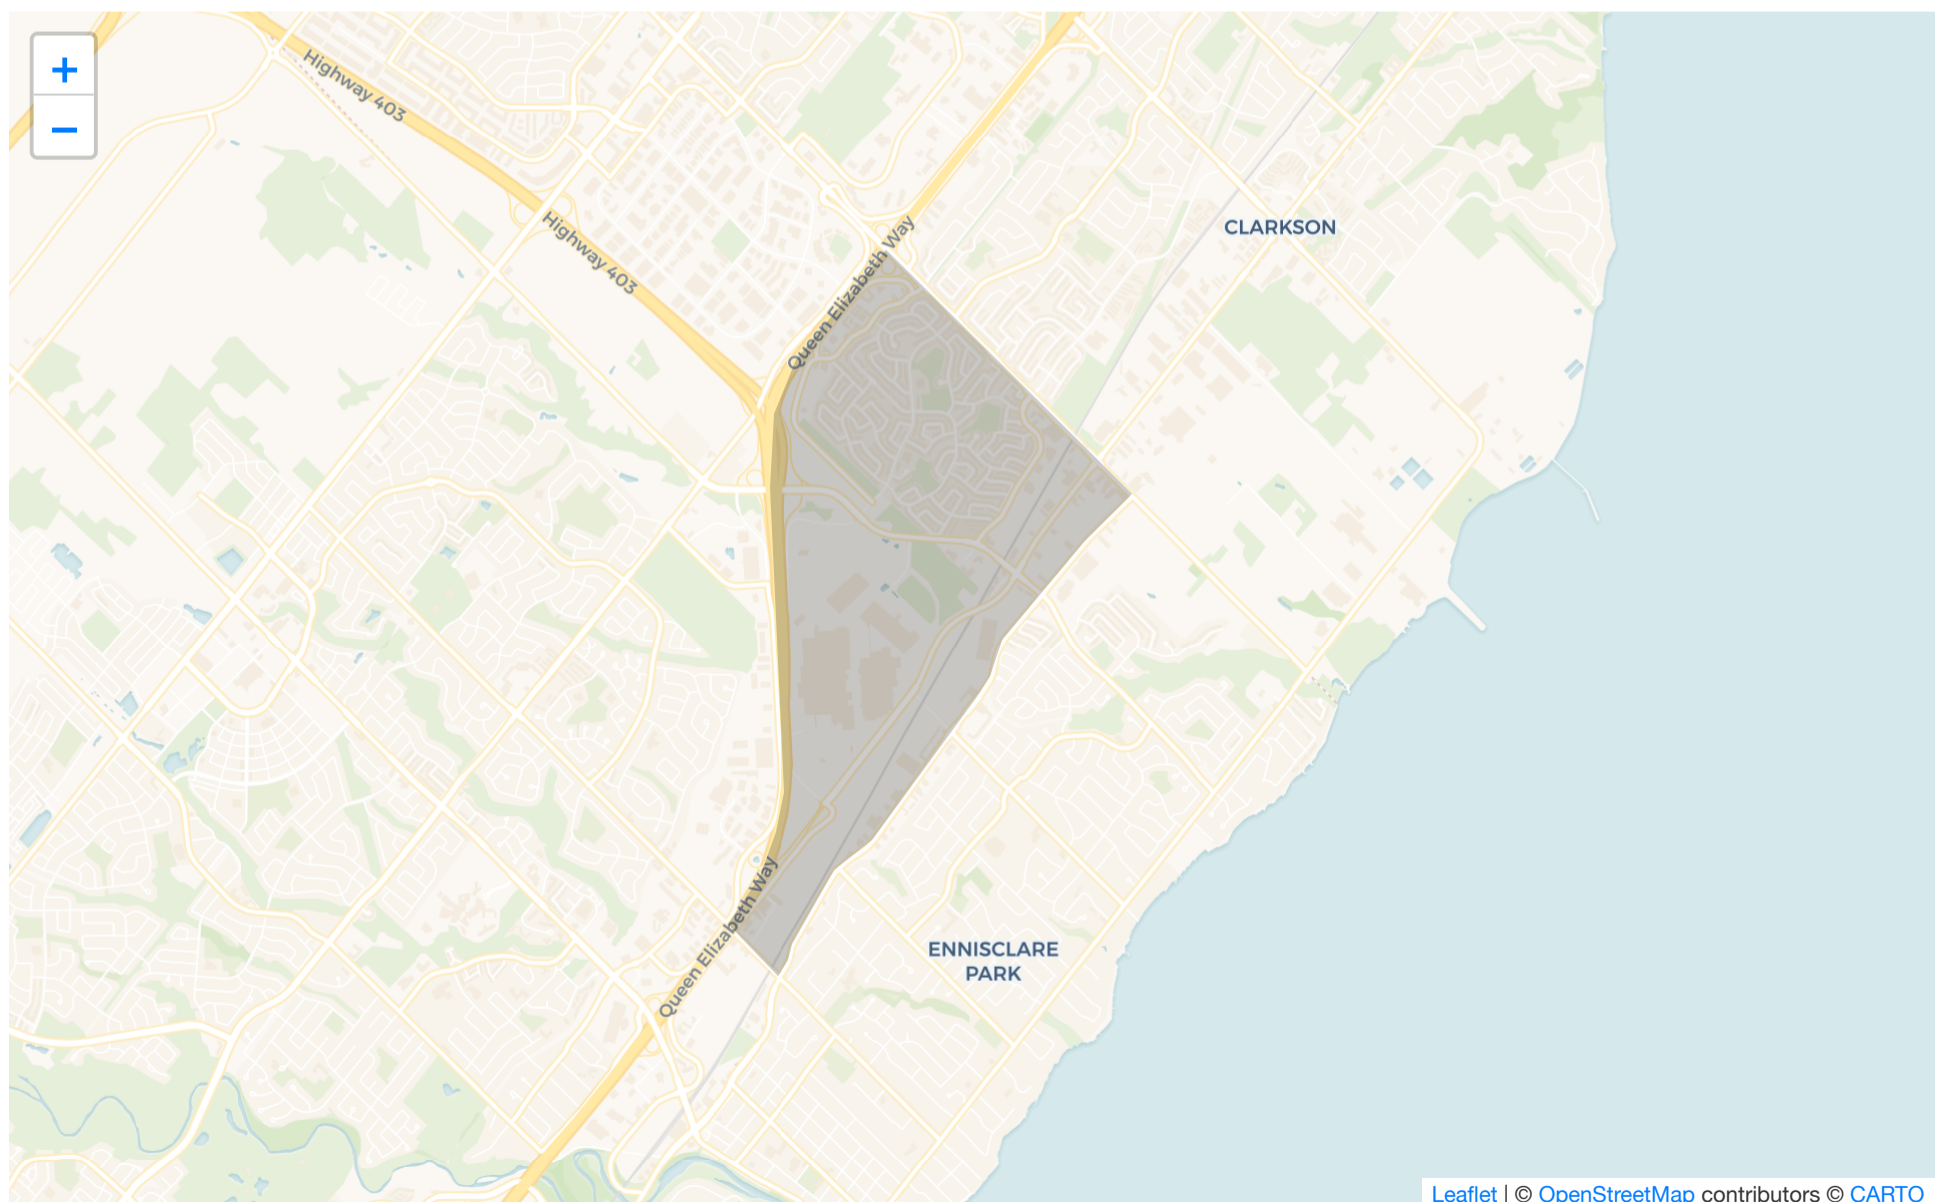 +
−
Highway 403
Highway 403
Queen Elizabeth Way
CLARKSON
Queen Elizabeth Way
ENNISCLARE
PARK
Leaflet | © OpenStreetMap contributors © CARTO